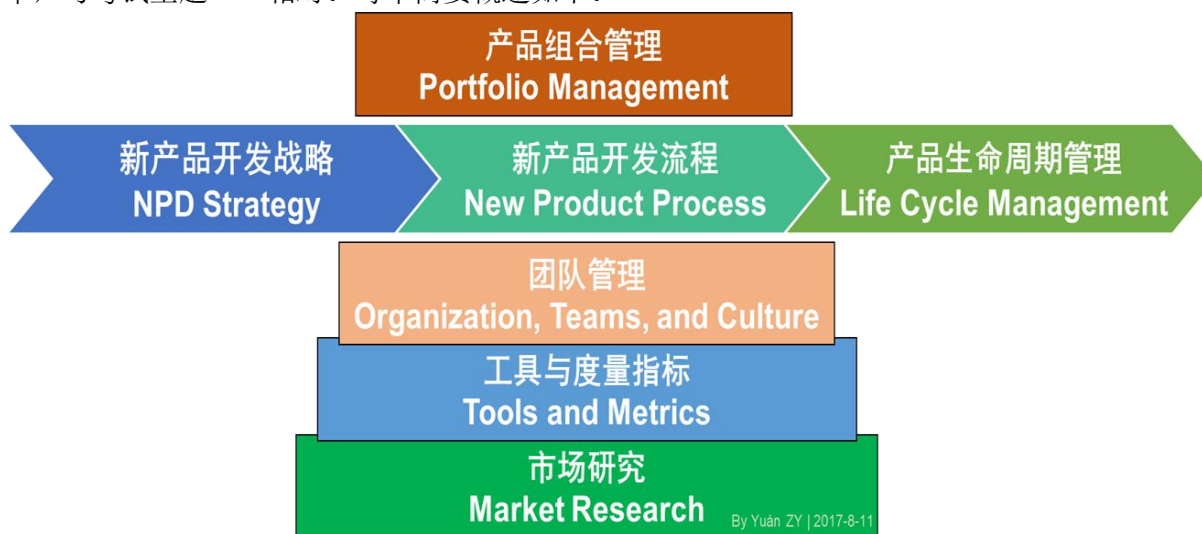 产品组合管理
Portfolio Management
新产品开发战略
NPD Strategy
新产品开发流程
New Product Process
产品生命周期管理
Life Cycle Management
团队管理
Organization, Teams, and Culture
工具与度量指标
Tools and Metrics
市场研究
Market Research
By Yuán ZY | 2017-8-11